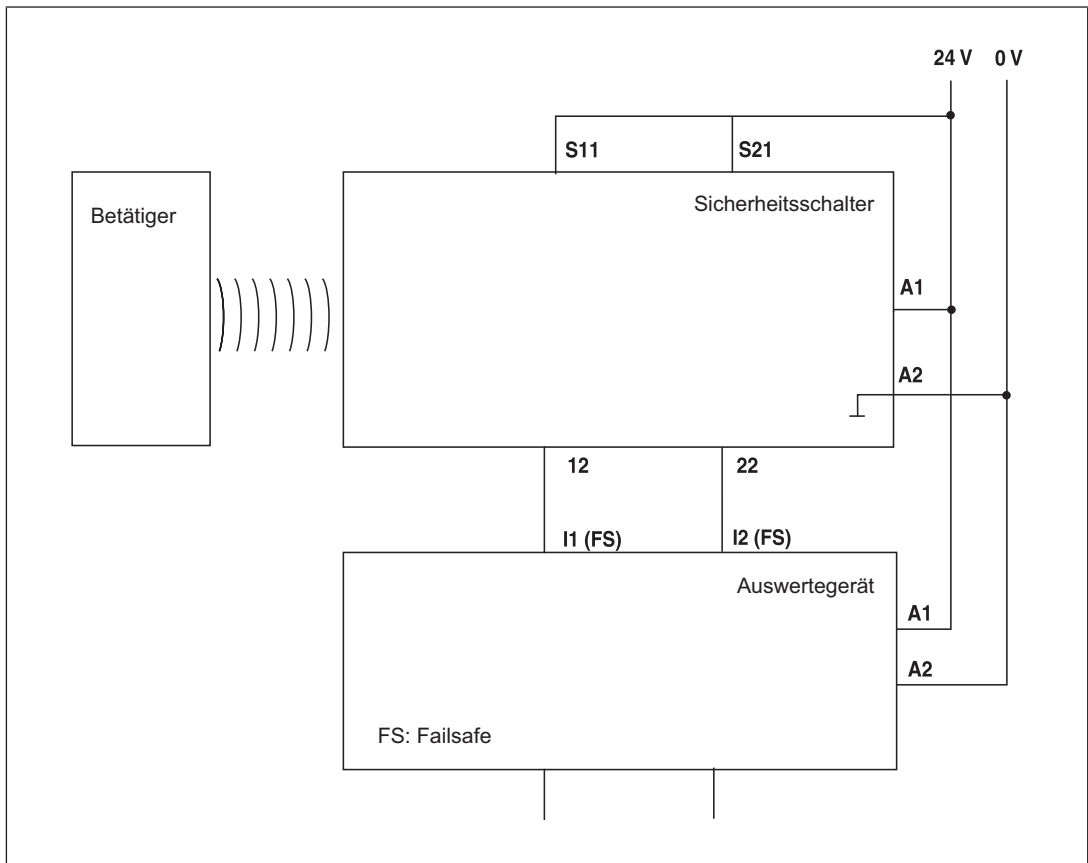 24 V 0 V
S11 S21
Betätiger
Sicherheitsschalter
A1
A2
12 22
I1 (FS) I2 (FS)
Auswertegerät
A1
A2
FS: Failsafe